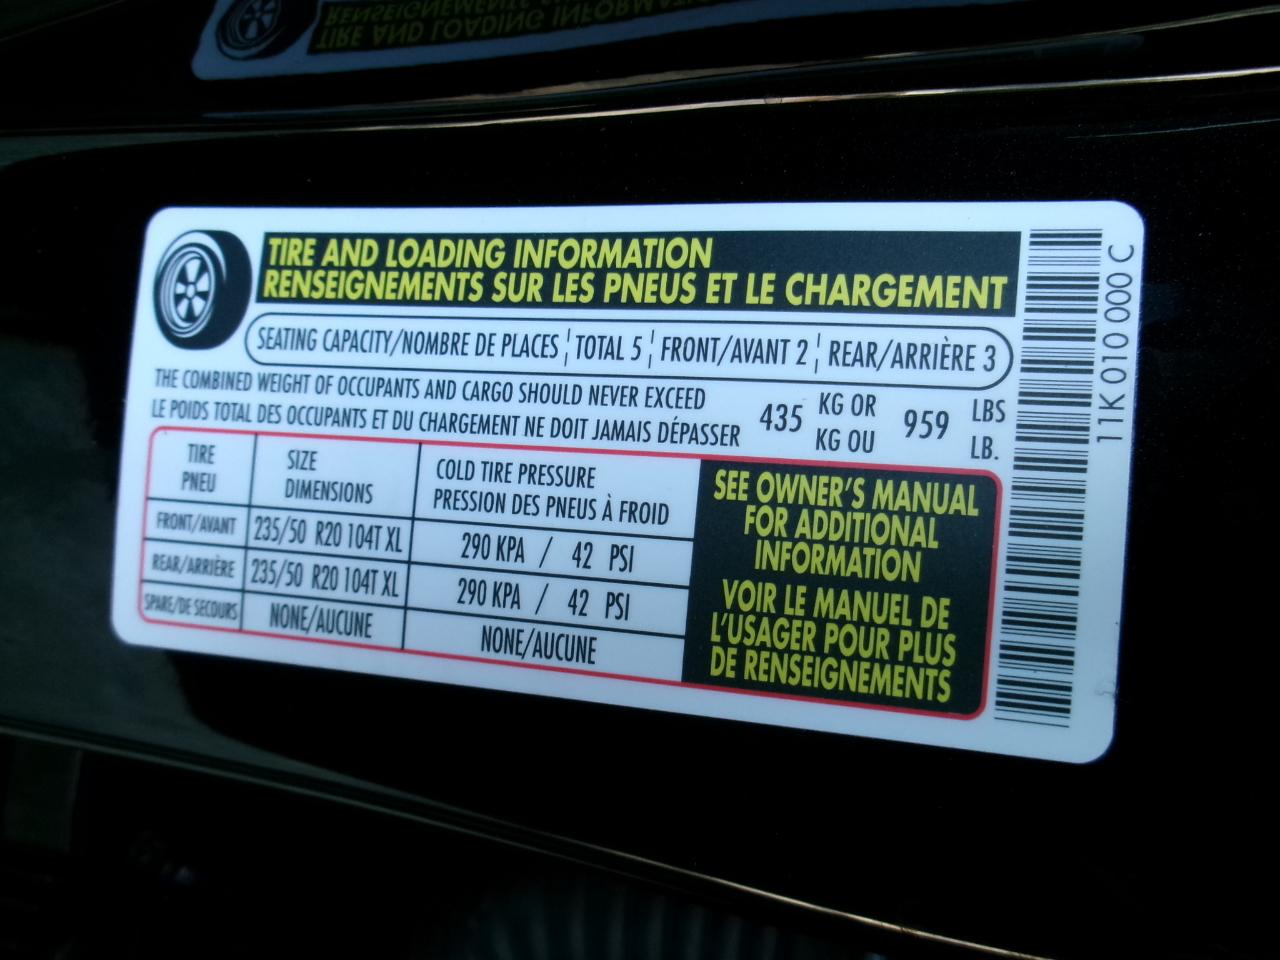 TIRE AND LOADING INFORMATION
RENSEIGNEMENTS SUR LES PNEUS ET LE CHARGEMENT
SEATING CAPACITY/NOMBRE DE PLACES ¦ TOTAL 5 ¦ FRONT/AVANT 2 ¦ REAR/ARRIÈRE 3
THE COMBINED WEIGHT OF OCCUPANTS AND CARGO SHOULD NEVER EXCEED
LE POIDS TOTAL DES OCCUPANTS ET DU CHARGEMENT NE DOIT JAMAIS DÉPASSER
435 KG OR 959 LBS
KG OU LB.
TIRE SIZE COLD TIRE PRESSURE
PNEU DIMENSIONS PRESSION DES PNEUS À FROID
FRONT/AVANT 235/50 R20 104T XL 290 KPA / 42 PSI
REAR/ARRIÈRE 235/50 R20 104T XL 290 KPA / 42 PSI
SPARE/DE SECOURS NONE/AUCUNE NONE/AUCUNE
SEE OWNER'S MANUAL
FOR ADDITIONAL
INFORMATION
VOIR LE MANUEL DE
L'USAGER POUR PLUS
DE RENSEIGNEMENTS
11K 010 000 C
TIRE AND LOADING INFORMATION
RENSEIGNEMENTS